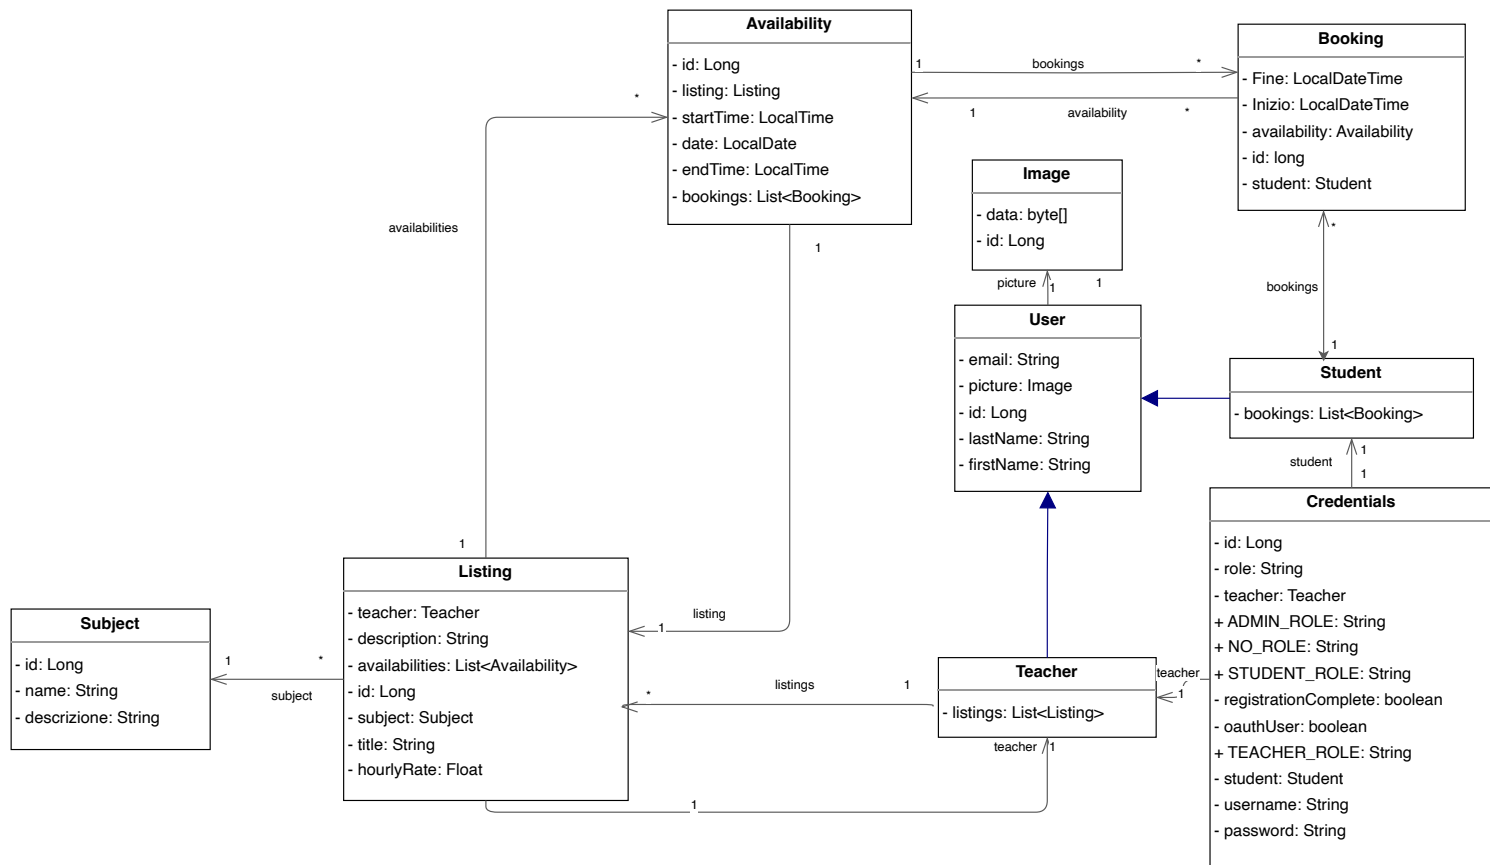 Availability
- id: Long
- listing: Listing
- startTime: LocalTime
- date: LocalDate
- endTime: LocalTime
- bookings: List<Booking>
Booking
- Fine: LocalDateTime
- Inizio: LocalDateTime
- availability: Availability
- id: long
- student: Student
1
bookings
*
1
availability
*
*
availabilities
1
1
Image
- data: byte[]
- id: Long
picture
1
1
*
bookings
1
User
- email: String
- picture: Image
- id: Long
- lastName: String
- firstName: String
Student
- bookings: List<Booking>
student
1
1
Credentials
- id: Long
- role: String
- teacher: Teacher
+ ADMIN_ROLE: String
+ NO_ROLE: String
+ STUDENT_ROLE: String
- registrationComplete: boolean
- oauthUser: boolean
+ TEACHER_ROLE: String
- student: Student
- username: String
- password: String
Listing
- teacher: Teacher
- description: String
- availabilities: List<Availability>
- id: Long
- subject: Subject
- title: String
- hourlyRate: Float
1
listing
Subject
- id: Long
- name: String
- descrizione: String
1
*
subject
*
listings
1
Teacher
- listings: List<Listing>
teacher
1
teacher
1
1